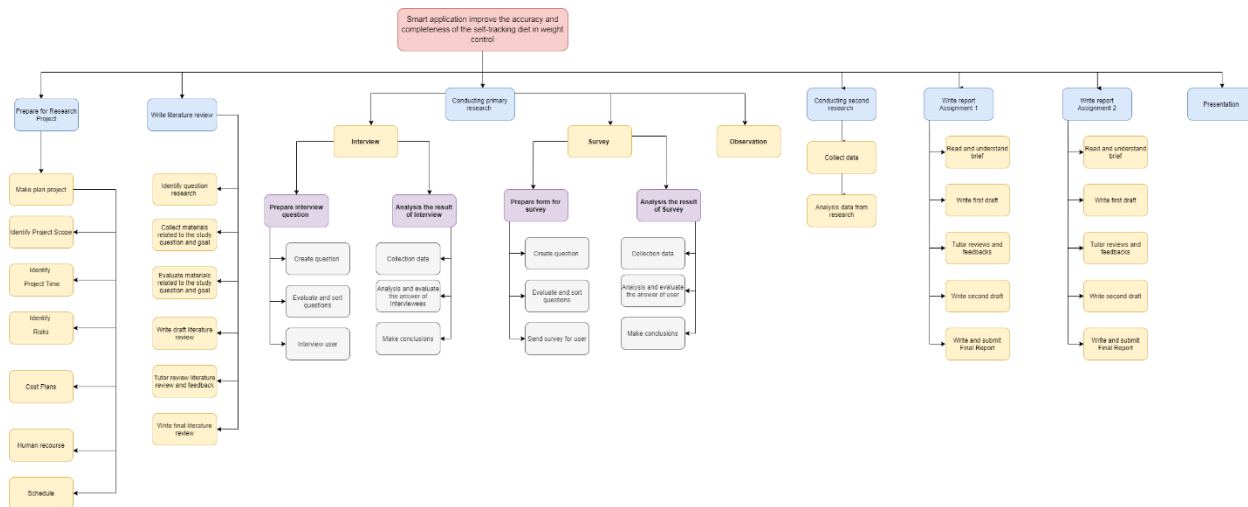 Smart application improve the accuracy and
completeness of the self-tracking diet in weight
control
Prepare for Research
Project
Make plan project
Identify Project Scope
Identify
Project Time
Identify
Risks
Cost Plans
Human recourse
Schedule
Write literature review
Identify question
research
Collect materials
related to the study
question and goal
Evaluate materials
related to the study
question and goal
Write draft literature
review
Tutor review literature
review and feedback
Write final literature
review
Conducting primary
research
Interview
Prepare interview
question
Create question
Evaluate and sort
questions
Interview user
Analysis the result
of Interview
Collection data
Analysis and evaluate
the answer of
Interviewees
Make conclusions
Survey
Prepare form for
survey
Create question
Evaluate and sort
questions
Send survey for user
Analysis the result
of Survey
Collection data
Analysis and evaluate
the answer of user
Make conclusions
Observation
Conducting second
research
Collect data
Analysis data from
research
Write report
Assignment 1
Read and understand
brief
Write first draft
Tutor reviews and
feedbacks
Write second draft
Write and submit
Final Report
Write report
Assignment 2
Read and understand
brief
Write first draft
Tutor reviews and
feedbacks
Write second draft
Write and submit
Final Report
Presentation